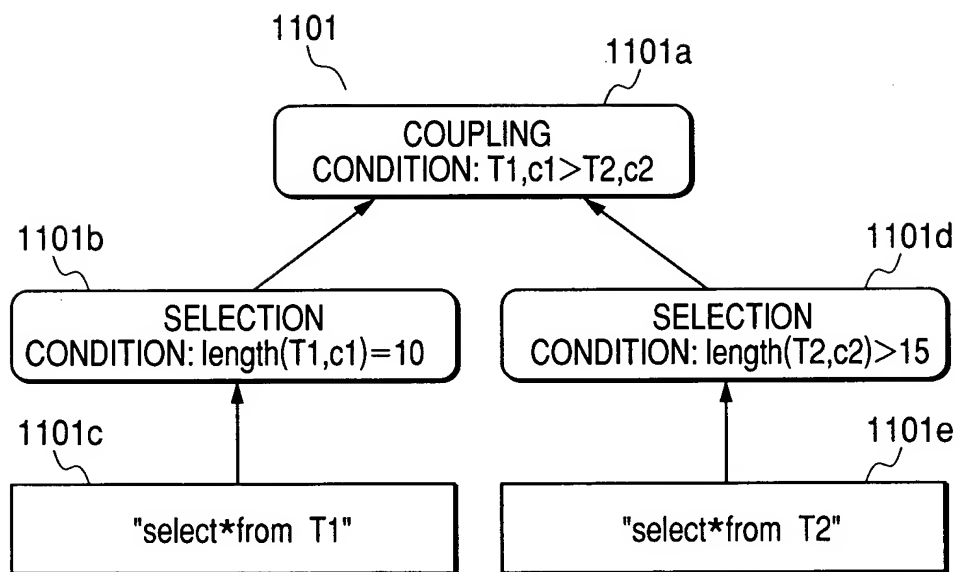 1101
1101a
COUPLING
CONDITION: T1,c1>T2,c2
1101b
1101d
SELECTION
CONDITION: length(T1,c1)=10
SELECTION
CONDITION: length(T2,c2)>15
1101c
1101e
"select*from T1"
"select*from T2"